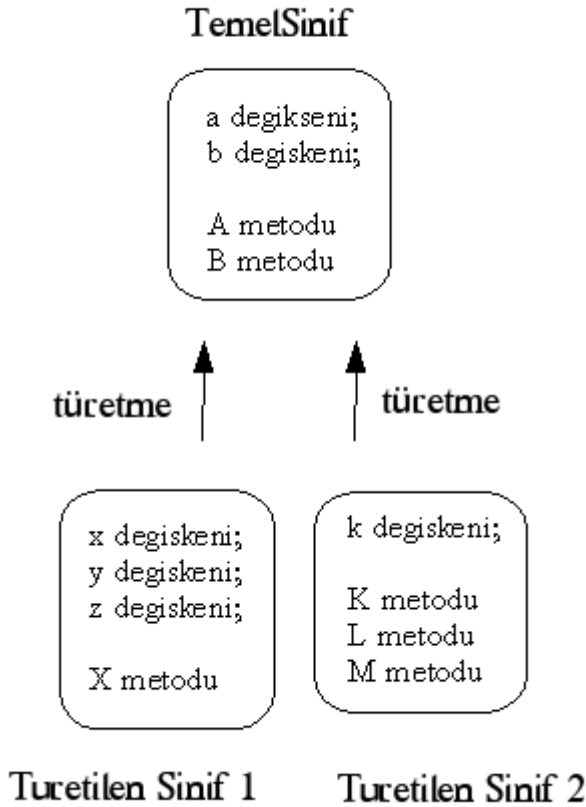 TemelSinif
a degikseni;
b degiskeni;
A metodu
B metodu
türetme
türetme
x degiskeni;
y degiskeni;
z degiskeni;
X metodu
k degiskeni;
K metodu
L metodu
M metodu
Turetilen Sinif 1
Turetilen Sinif 2